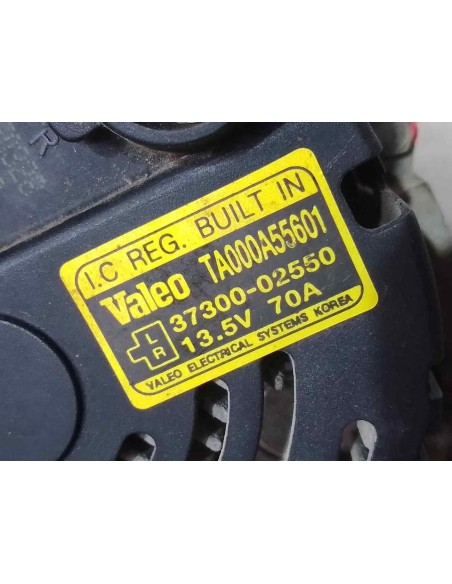 I.C REG. BUILT IN
Valeo TA000A55601
37300-02550
L
R
13.5V 70A
VALEO ELECTRICAL SYSTEMS KOREA
R